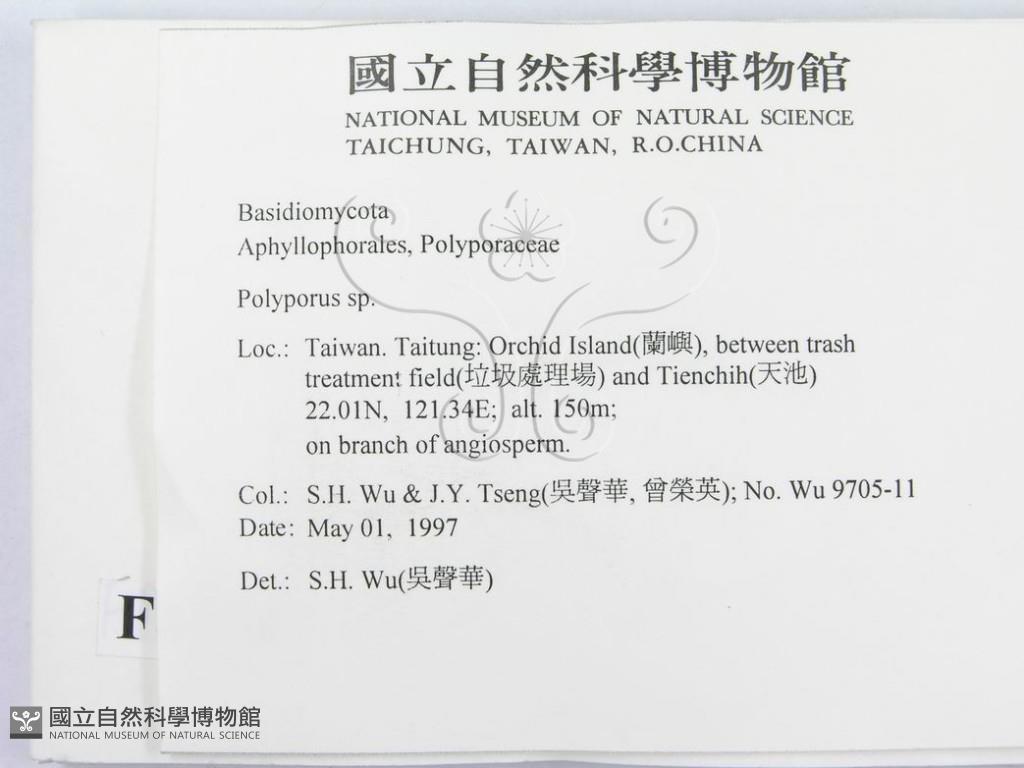 國立自然科學博物館
NATIONAL MUSEUM OF NATURAL SCIENCE
TAICHUNG, TAIWAN, R.O.CHINA
Basidiomycota
Aphyllophorales, Polyporaceae
Polyporus sp.
Loc.: Taiwan. Taitung: Orchid Island(蘭嶼), between trash
treatment field(垃圾處理場) and Tienchih(天池)
22.01N, 121.34E; alt. 150m;
on branch of angiosperm.
Col.: S.H. Wu & J.Y. Tseng(吳聲華, 曾榮英); No. Wu 9705-11
Date: May 01, 1997
Det.: S.H. Wu(吳聲華)
F
國立自然科學博物館
NATIONAL MUSEUM OF NATURAL SCIENCE